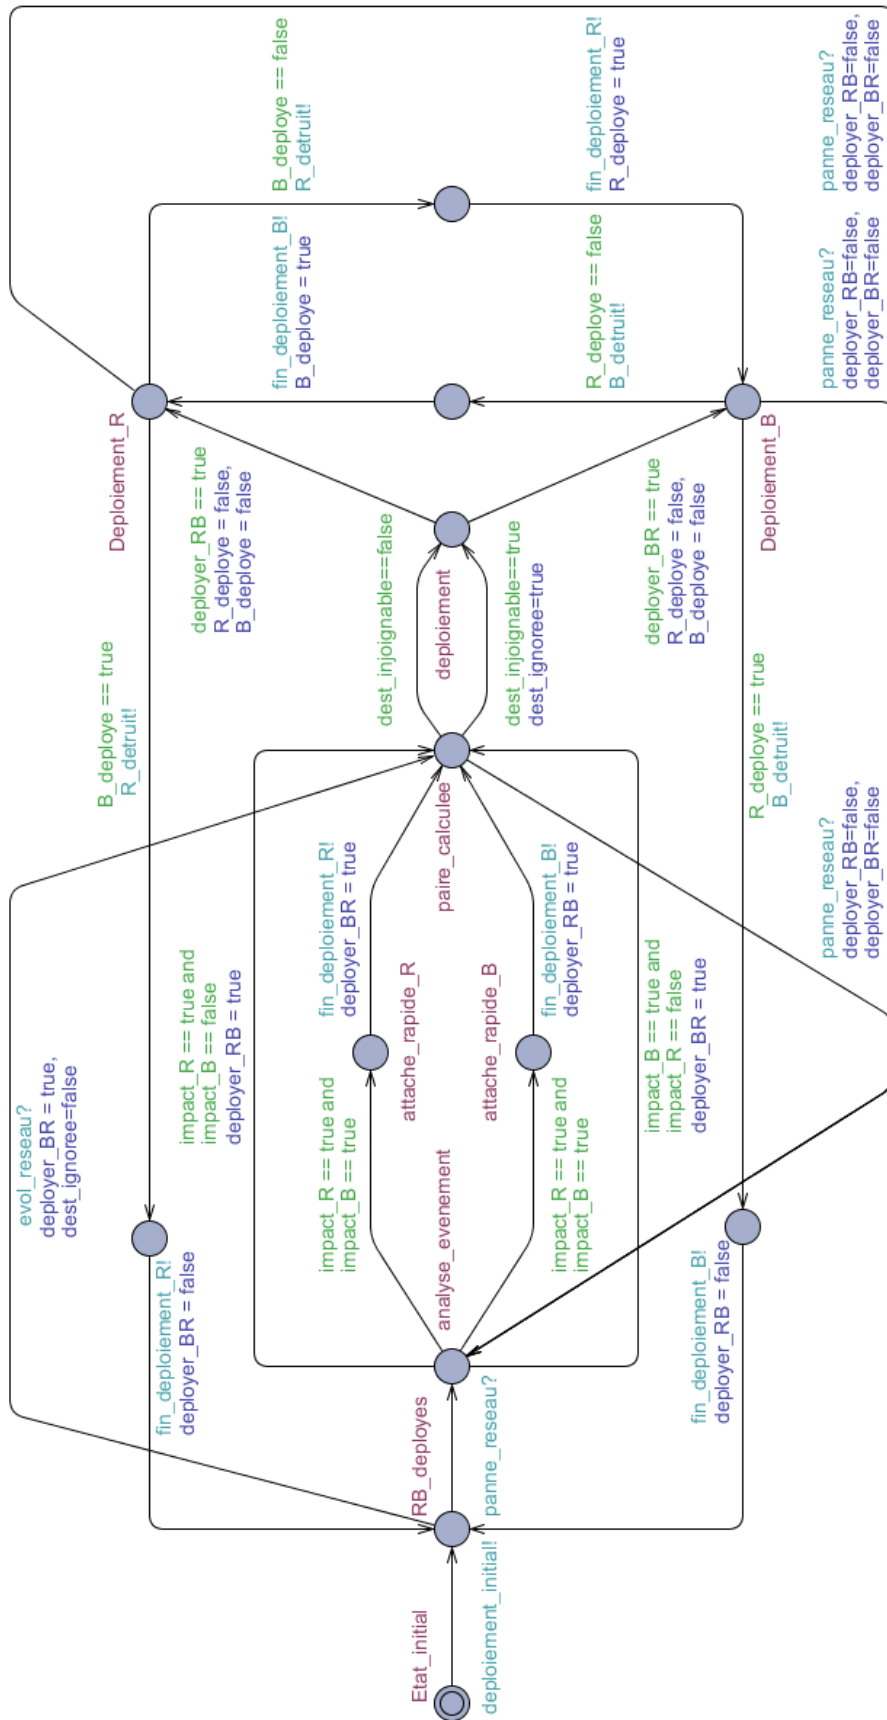 Etat_initial
deploiement_initial!
RB_deployes
panne_reseau?
fin_deploiement_R!
deployer_BR = false
fin_deploiement_B!
deployer_RB = false
evol_reseau?
deployer_BR = true,
dest_ignoree=false
analyse_evenement
impact_R == true and
impact_B == true
impact_R == true and
impact_B == true
attache_rapide_R
attache_rapide_B
impact_R == true and
impact_B == false
deployer_RB = true
fin_deploiement_R!
deployer_BR = true
fin_deploiement_B!
deployer_RB = true
impact_B == true and
impact_R == false
deployer_BR = true
paire_calculee
panne_reseau?
deployer_RB=false,
deployer_BR=false
B_deploye == true
R_detruit!
R_deploye == true
B_detruit!
dest_injoignable==false
deploiement
dest_injoignable==true
dest_ignoree=true
Deploiement_R
deployer_RB == true
R_deploye = false,
B_deploye = false
deployer_BR == true
R_deploye = false,
B_deploye = false
Deploiement_B
fin_deploiement_B!
B_deploye = true
R_deploye == false
B_detruit!
B_deploye == false
R_detruit!
fin_deploiement_R!
R_deploye = true
panne_reseau?
deployer_RB=false,
deployer_BR=false
panne_reseau?
deployer_RB=false,
deployer_BR=false